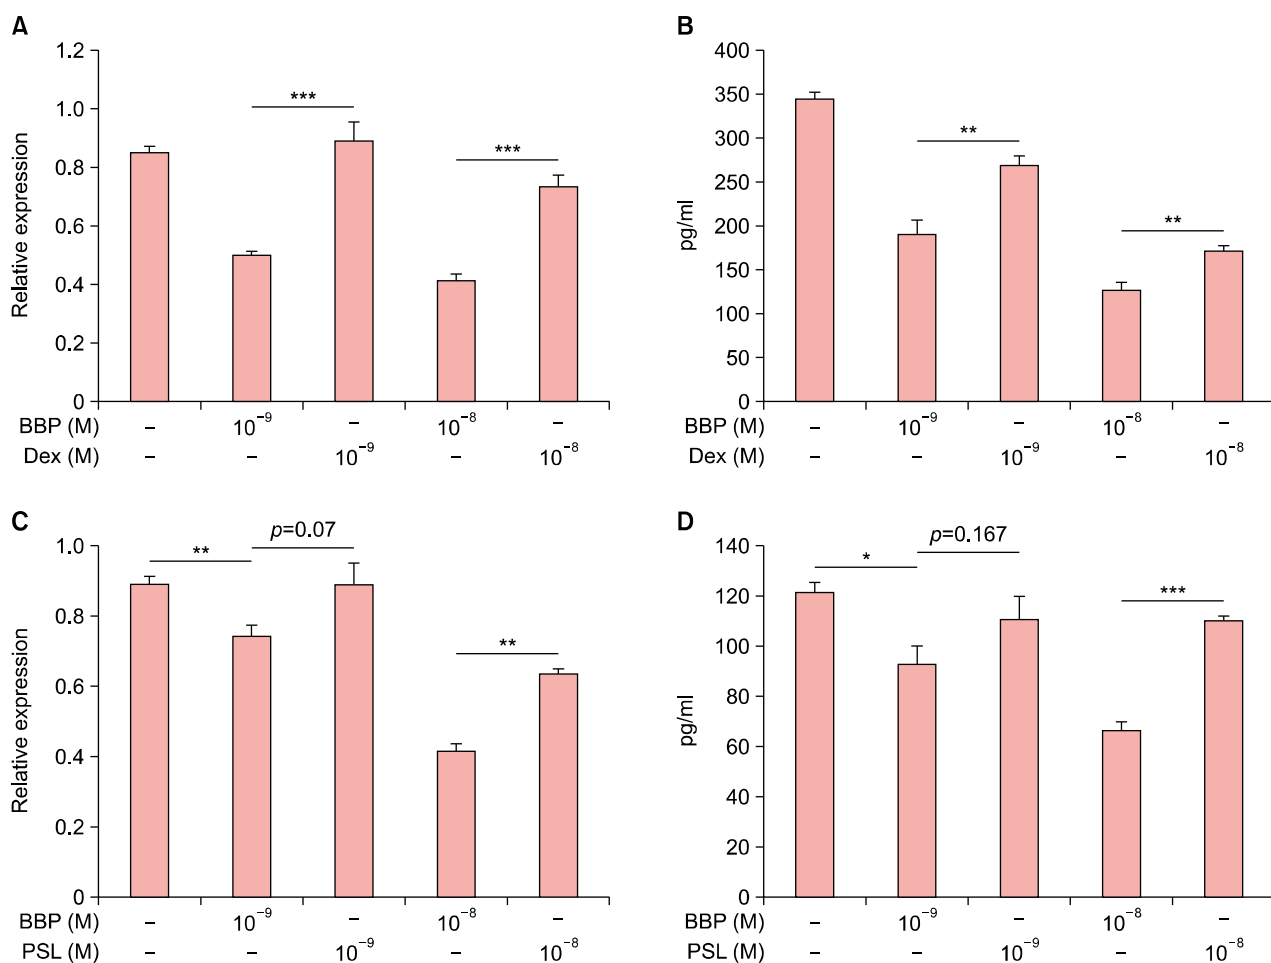 A
Relative expression
1.2
1.0
0.8
0.6
0.4
0.2
0
***
***
BBP (M) – 10⁻⁹ – 10⁻⁸ –
Dex (M) – – 10⁻⁹ – 10⁻⁸
B
pg/ml
400
350
300
250
200
150
100
50
0
**
**
BBP (M) – 10⁻⁹ – 10⁻⁸ –
Dex (M) – – 10⁻⁹ – 10⁻⁸
C
Relative expression
1.0
0.8
0.6
0.4
0.2
0
**
p=0.07
**
BBP (M) – 10⁻⁹ – 10⁻⁸ –
PSL (M) – – 10⁻⁹ – 10⁻⁸
D
pg/ml
140
120
100
80
60
40
20
0
*
p=0.167
***
BBP (M) – 10⁻⁹ – 10⁻⁸ –
PSL (M) – – 10⁻⁹ – 10⁻⁸